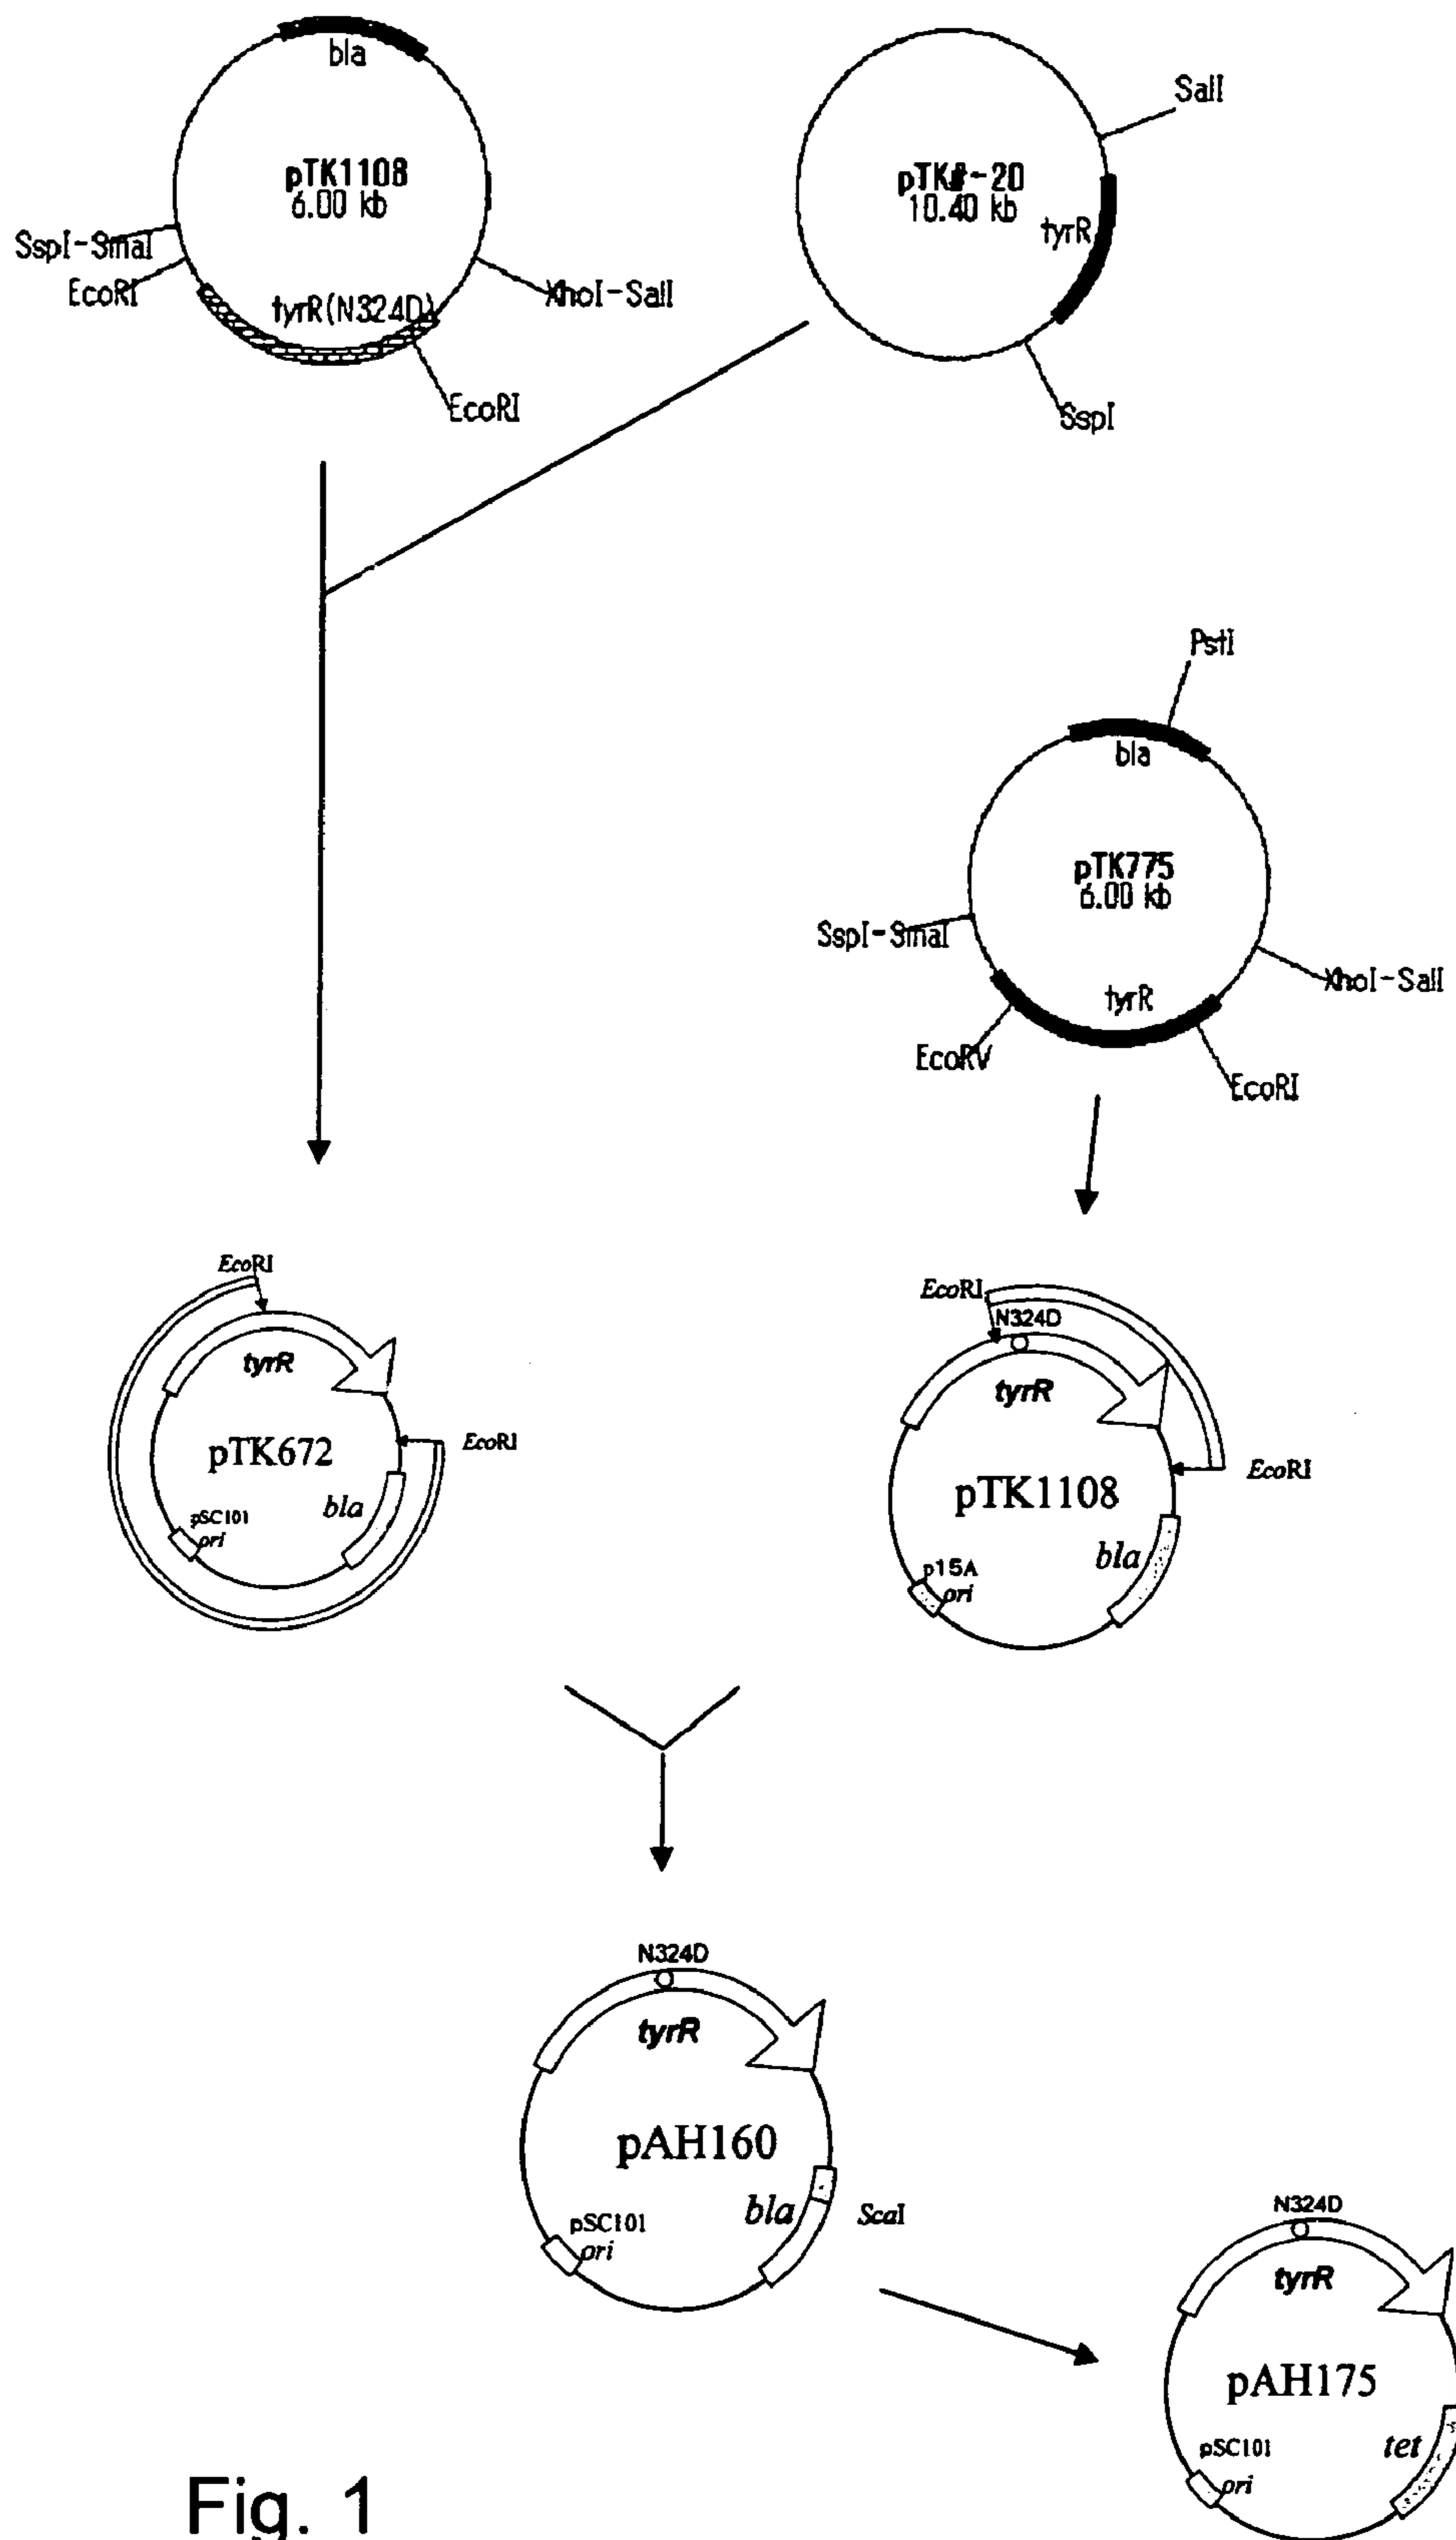 bla
pTK1108
6.00 kb
SspI-SmaI
EcoRI
tyrR(N324D)
XhoI-SalI
EcoRI
SalI
pTK#-20
10.40 kb
tyrR
SspI
PstI
bla
pTK775
6.00 kb
SspI-SmaI
XhoI-SalI
tyrR
EcoRV
EcoRI
EcoRI
tyrR
pTK672
EcoRI
bla
pSC101
ori
EcoRI
N324D
tyrR
pTK1108
EcoRI
bla
p15A
ori
N324D
tyrR
pAH160
bla
ScaI
pSC101
ori
N324D
tyrR
pAH175
tet
pSC101
ori
Fig. 1